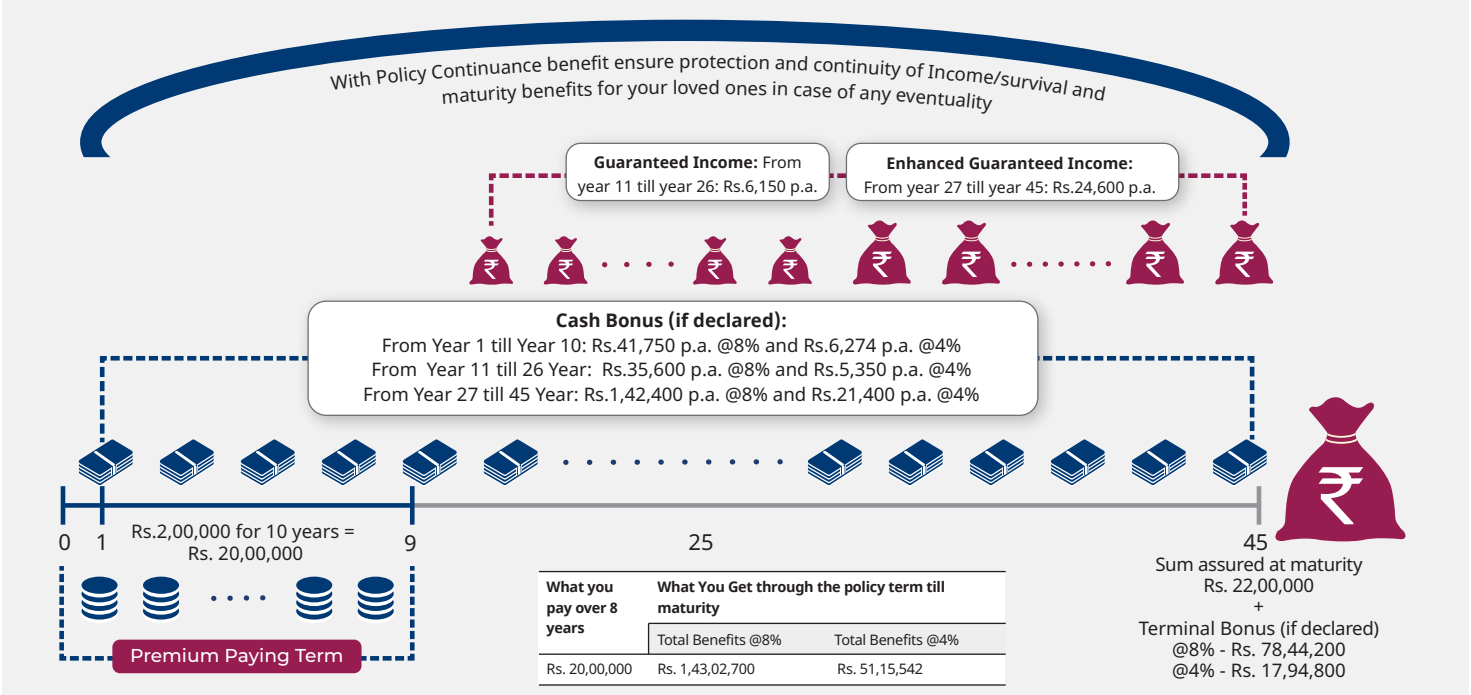 With Policy Continuance benefit ensure protection and continuity of Income/survival and
maturity benefits for your loved ones in case of any eventuality
Guaranteed Income: From
year 11 till year 26: Rs.6,150 p.a.
Enhanced Guaranteed Income:
From year 27 till year 45: Rs.24,600 p.a.
₹ ₹ ₹ ₹ ₹ ₹ ₹ ₹
Cash Bonus (if declared):
From Year 1 till Year 10: Rs.41,750 p.a. @8% and Rs.6,274 p.a. @4%
From Year 11 till 26 Year: Rs.35,600 p.a. @8% and Rs.5,350 p.a. @4%
From Year 27 till 45 Year: Rs.1,42,400 p.a. @8% and Rs.21,400 p.a. @4%
₹
0 1 9 25 45
Rs.2,00,000 for 10 years =
Rs. 20,00,000
Premium Paying Term
What you
pay over 8
years
What You Get through the policy term till
maturity
Total Benefits @8% Total Benefits @4%
Rs. 20,00,000 Rs. 1,43,02,700 Rs. 51,15,542
Sum assured at maturity
Rs. 22,00,000
+
Terminal Bonus (if declared)
@8% - Rs. 78,44,200
@4% - Rs. 17,94,800